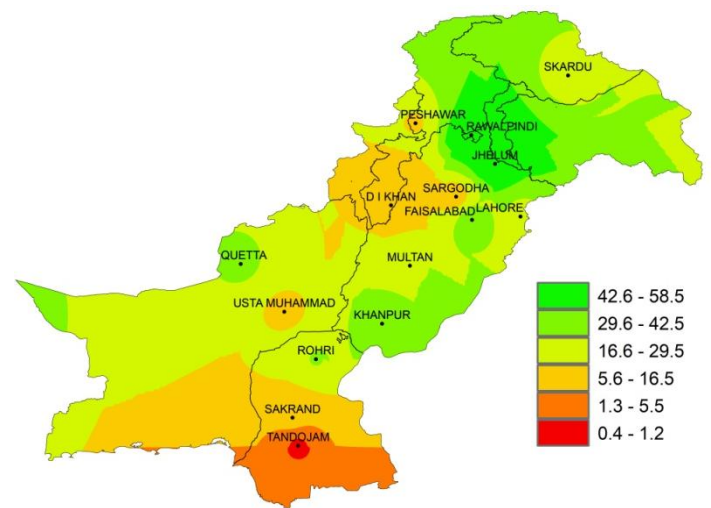 SKARDU
PESHAWAR
RAWALPINDI
JHELUM
SARGODHA
D I KHAN
FAISALABAD
LAHORE
QUETTA
MULTAN
USTA MUHAMMAD
KHANPUR
ROHRI
SAKRAND
TANDOJAM
42.6 - 58.5
29.6 - 42.5
16.6 - 29.5
5.6 - 16.5
1.3 - 5.5
0.4 - 1.2